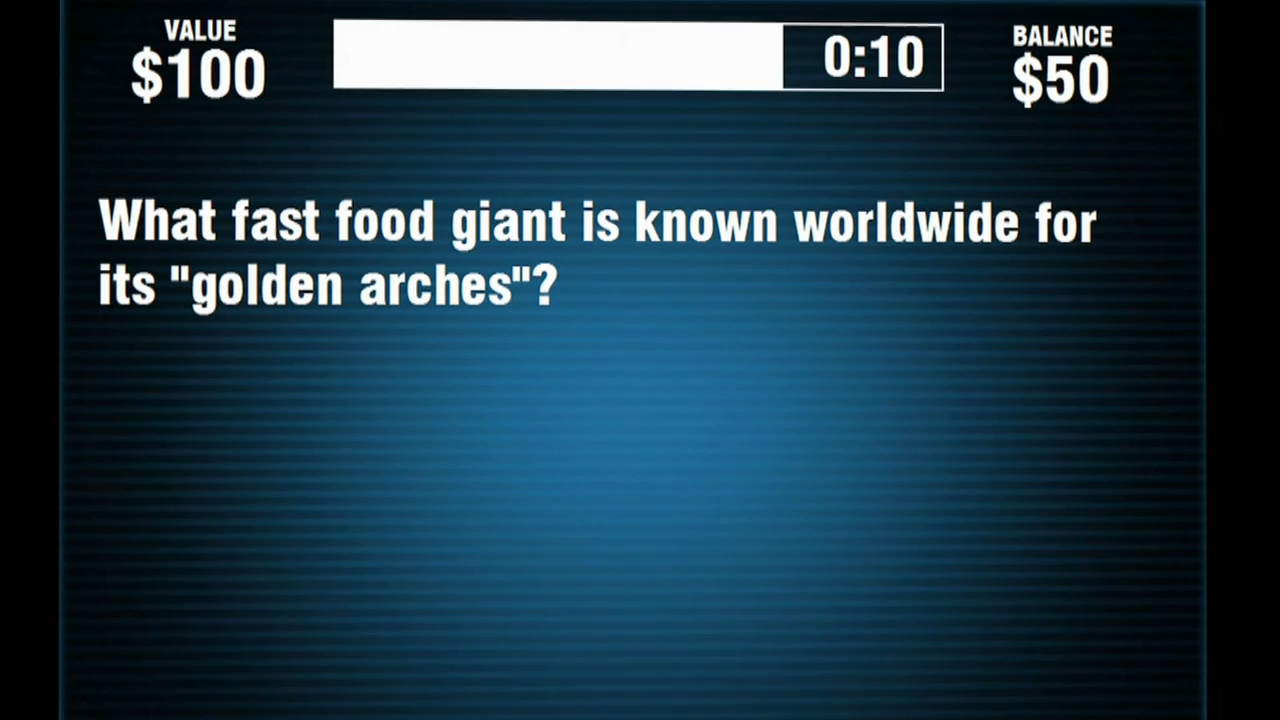 VALUE
$100
0:10
BALANCE
$50
What fast food giant is known worldwide for
its "golden arches"?